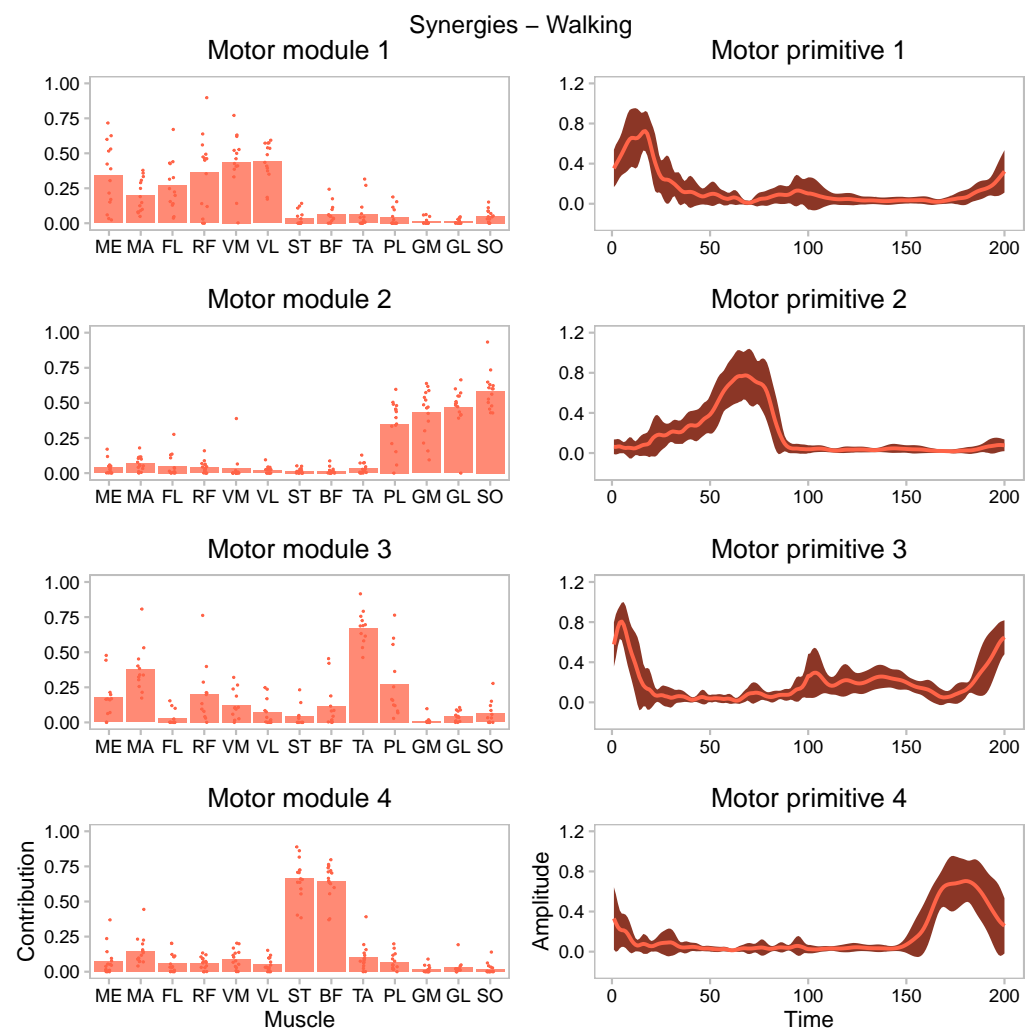 Synergies – Walking
Motor module 1
Motor primitive 1
1.00
0.75
0.50
0.25
0.00
ME MA FL RF VM VL ST BF TA PL GM GL SO
1.2
0.8
0.4
0.0
0 50 100 150 200
Motor module 2
Motor primitive 2
1.00
0.75
0.50
0.25
0.00
ME MA FL RF VM VL ST BF TA PL GM GL SO
1.2
0.8
0.4
0.0
0 50 100 150 200
Motor module 3
Motor primitive 3
1.00
0.75
0.50
0.25
0.00
ME MA FL RF VM VL ST BF TA PL GM GL SO
1.2
0.8
0.4
0.0
0 50 100 150 200
Motor module 4
Motor primitive 4
Contribution
1.00
0.75
0.50
0.25
0.00
ME MA FL RF VM VL ST BF TA PL GM GL SO
Muscle
Amplitude
1.2
0.8
0.4
0.0
0 50 100 150 200
Time